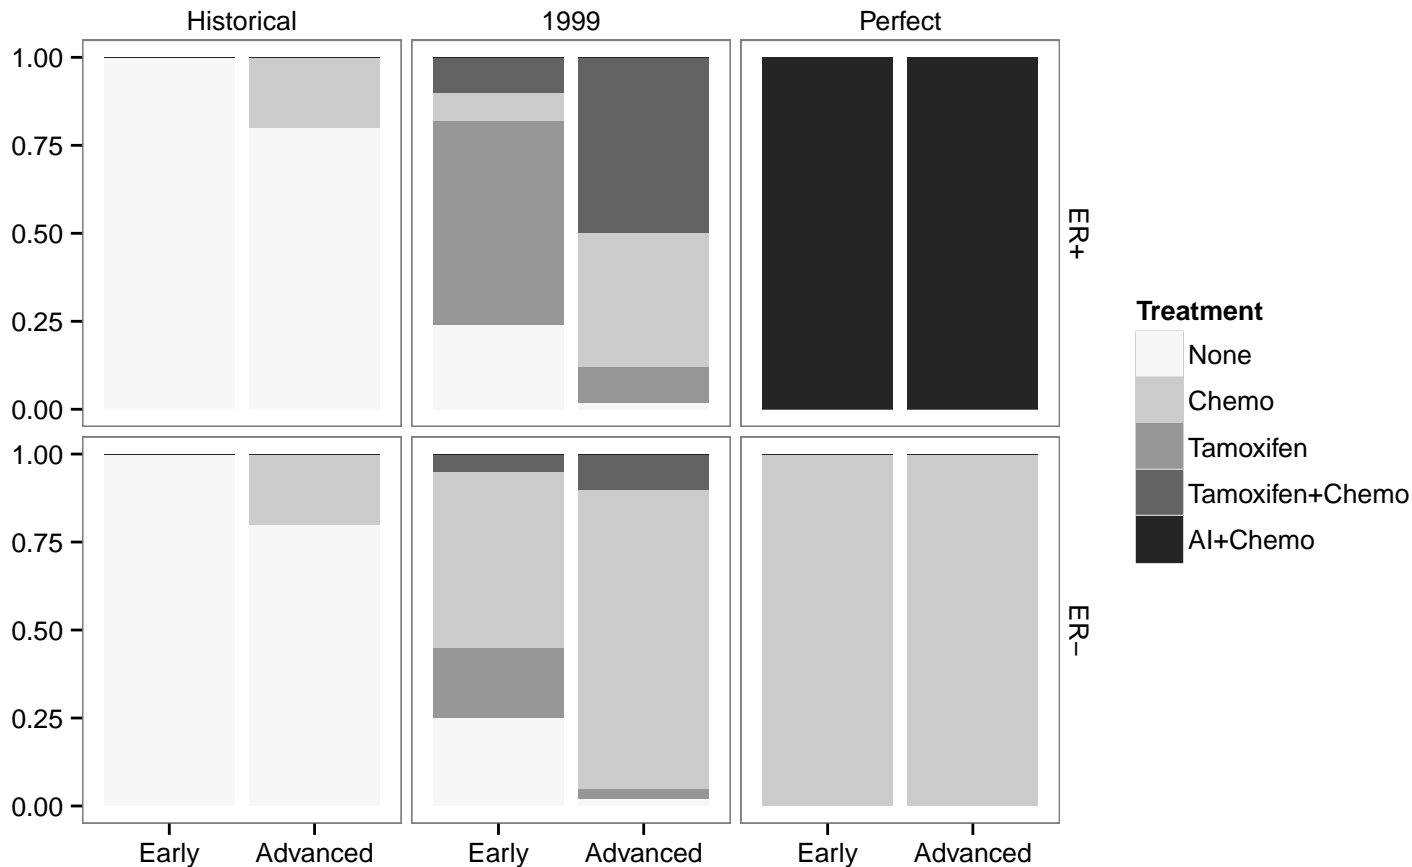 Historical 1999 Perfect
1.00
0.75
0.50
0.25
0.00
ER+
1.00
0.75
0.50
0.25
0.00
ER−
Early Advanced Early Advanced Early Advanced
Treatment
None
Chemo
Tamoxifen
Tamoxifen+Chemo
AI+Chemo